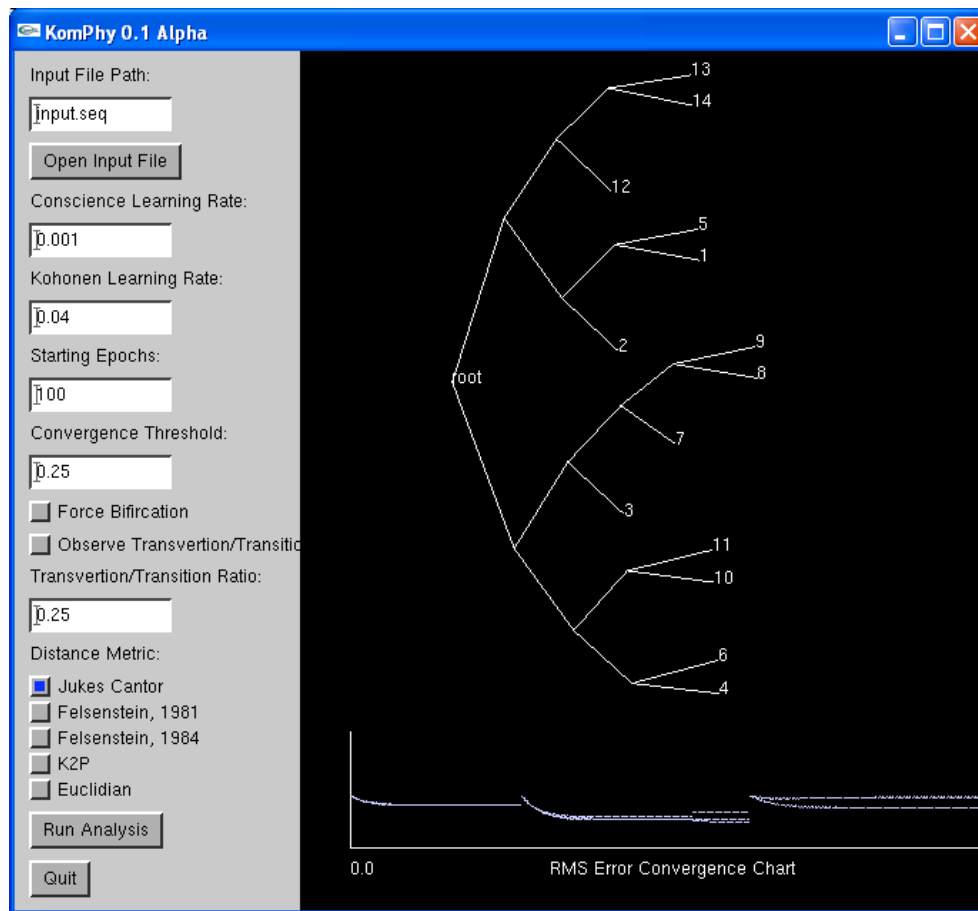 KomPhy 0.1 Alpha
Input File Path:
input.seq
Open Input File
Conscience Learning Rate:
0.001
Kohonen Learning Rate:
0.04
Starting Epochs:
100
Convergence Threshold:
0.25
Force Bifircation
Observe Transvertion/Transitic
Transvertion/Transition Ratio:
0.25
Distance Metric:
Jukes Cantor
Felsenstein, 1981
Felsenstein, 1984
K2P
Euclidian
Run Analysis
Quit
13
14
12
5
1
2
9
root
8
7
3
11
10
6
4
0.0 RMS Error Convergence Chart